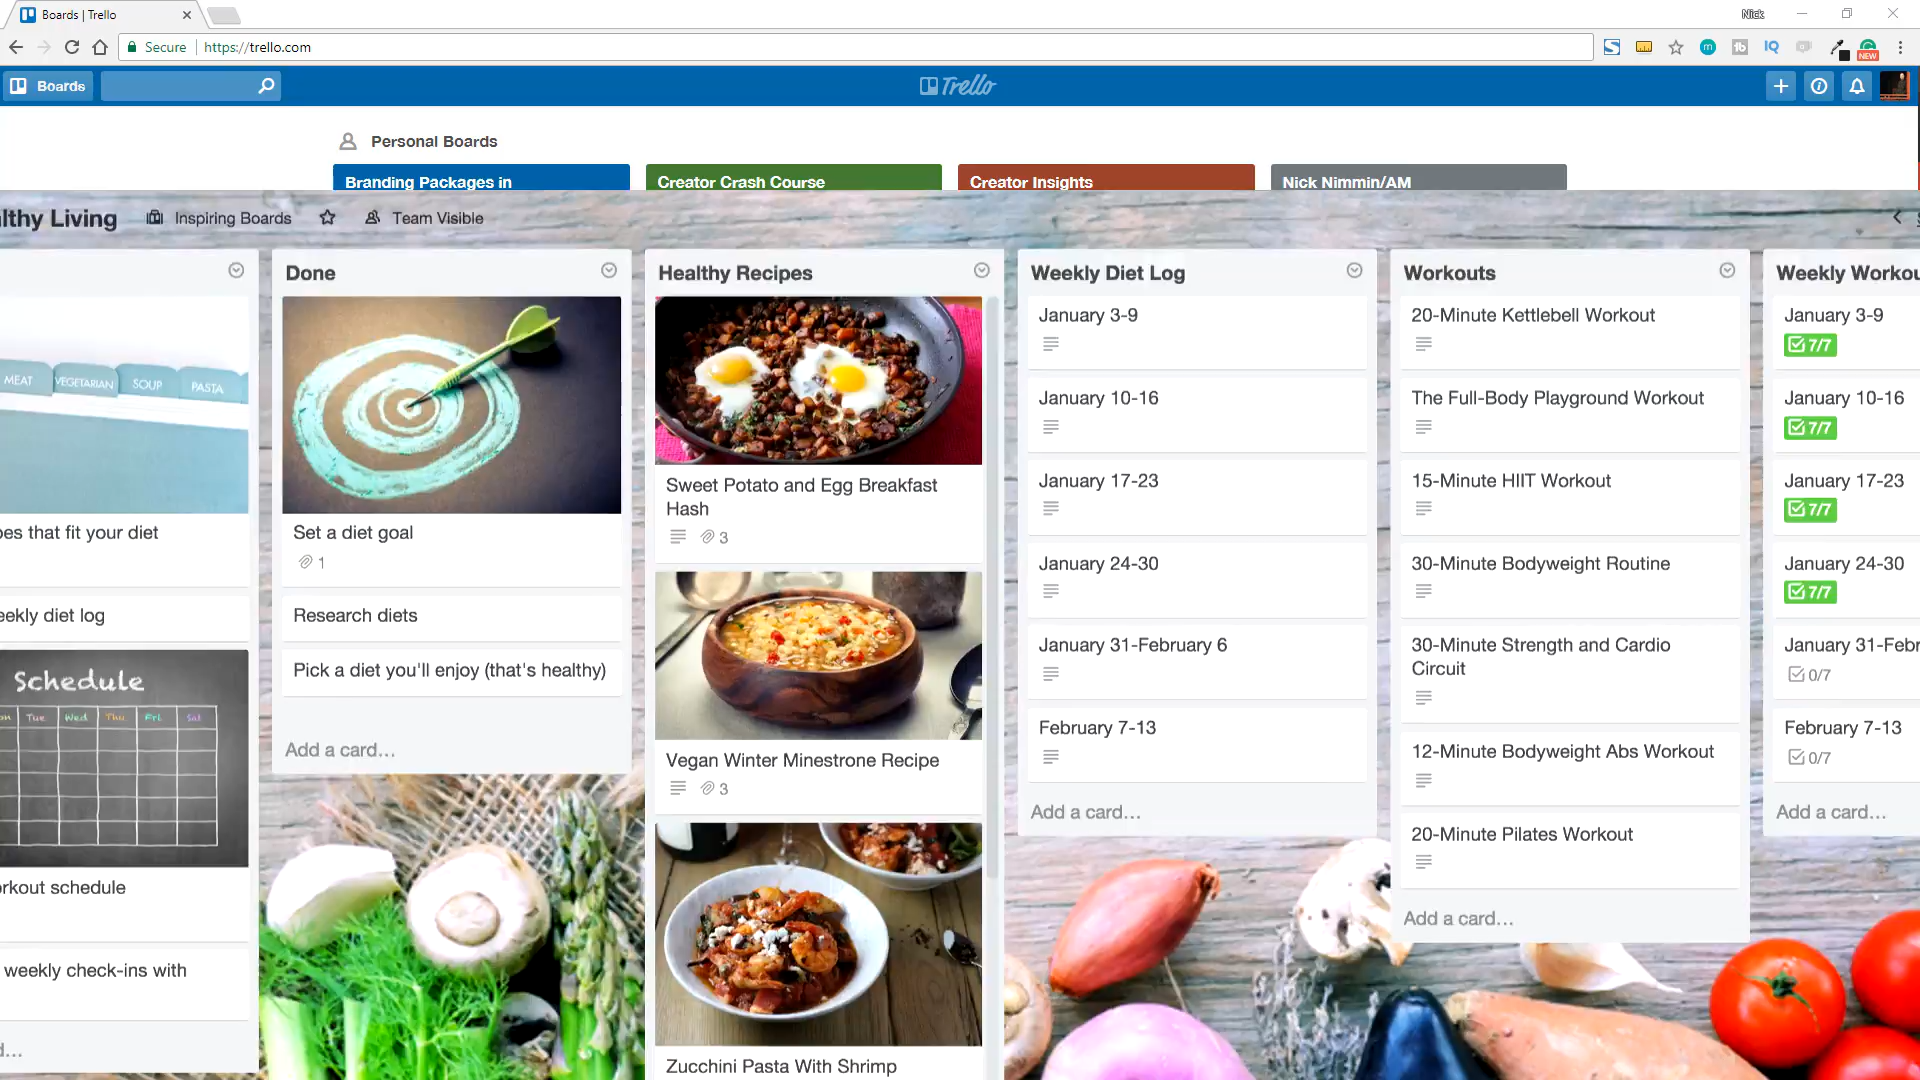 Boards | Trello
Nick
Secure
https://trello.com
NEW
Boards
Trello
Personal Boards
Branding Packages in
Creator Crash Course
Creator Insights
Nick Nimmin/AM
lthy Living
Inspiring Boards
Team Visible
MEAT
VEGETARIAN
SOUP
PASTA
pes that fit your diet
eekly diet log
Schedule
Tue
Wed
Thu
Fri
Sat
orkout schedule
weekly check-ins with
d…
Done
Set a diet goal
1
Research diets
Pick a diet you'll enjoy (that's healthy)
Add a card…
Healthy Recipes
Sweet Potato and Egg Breakfast
Hash
3
Vegan Winter Minestrone Recipe
3
Zucchini Pasta With Shrimp
Weekly Diet Log
January 3-9
January 10-16
January 17-23
January 24-30
January 31-February 6
February 7-13
Add a card…
Workouts
20-Minute Kettlebell Workout
The Full-Body Playground Workout
15-Minute HIIT Workout
30-Minute Bodyweight Routine
30-Minute Strength and Cardio
Circuit
12-Minute Bodyweight Abs Workout
20-Minute Pilates Workout
Add a card…
Weekly Workou
January 3-9
7/7
January 10-16
7/7
January 17-23
7/7
January 24-30
7/7
January 31-Febr
0/7
February 7-13
0/7
Add a card…